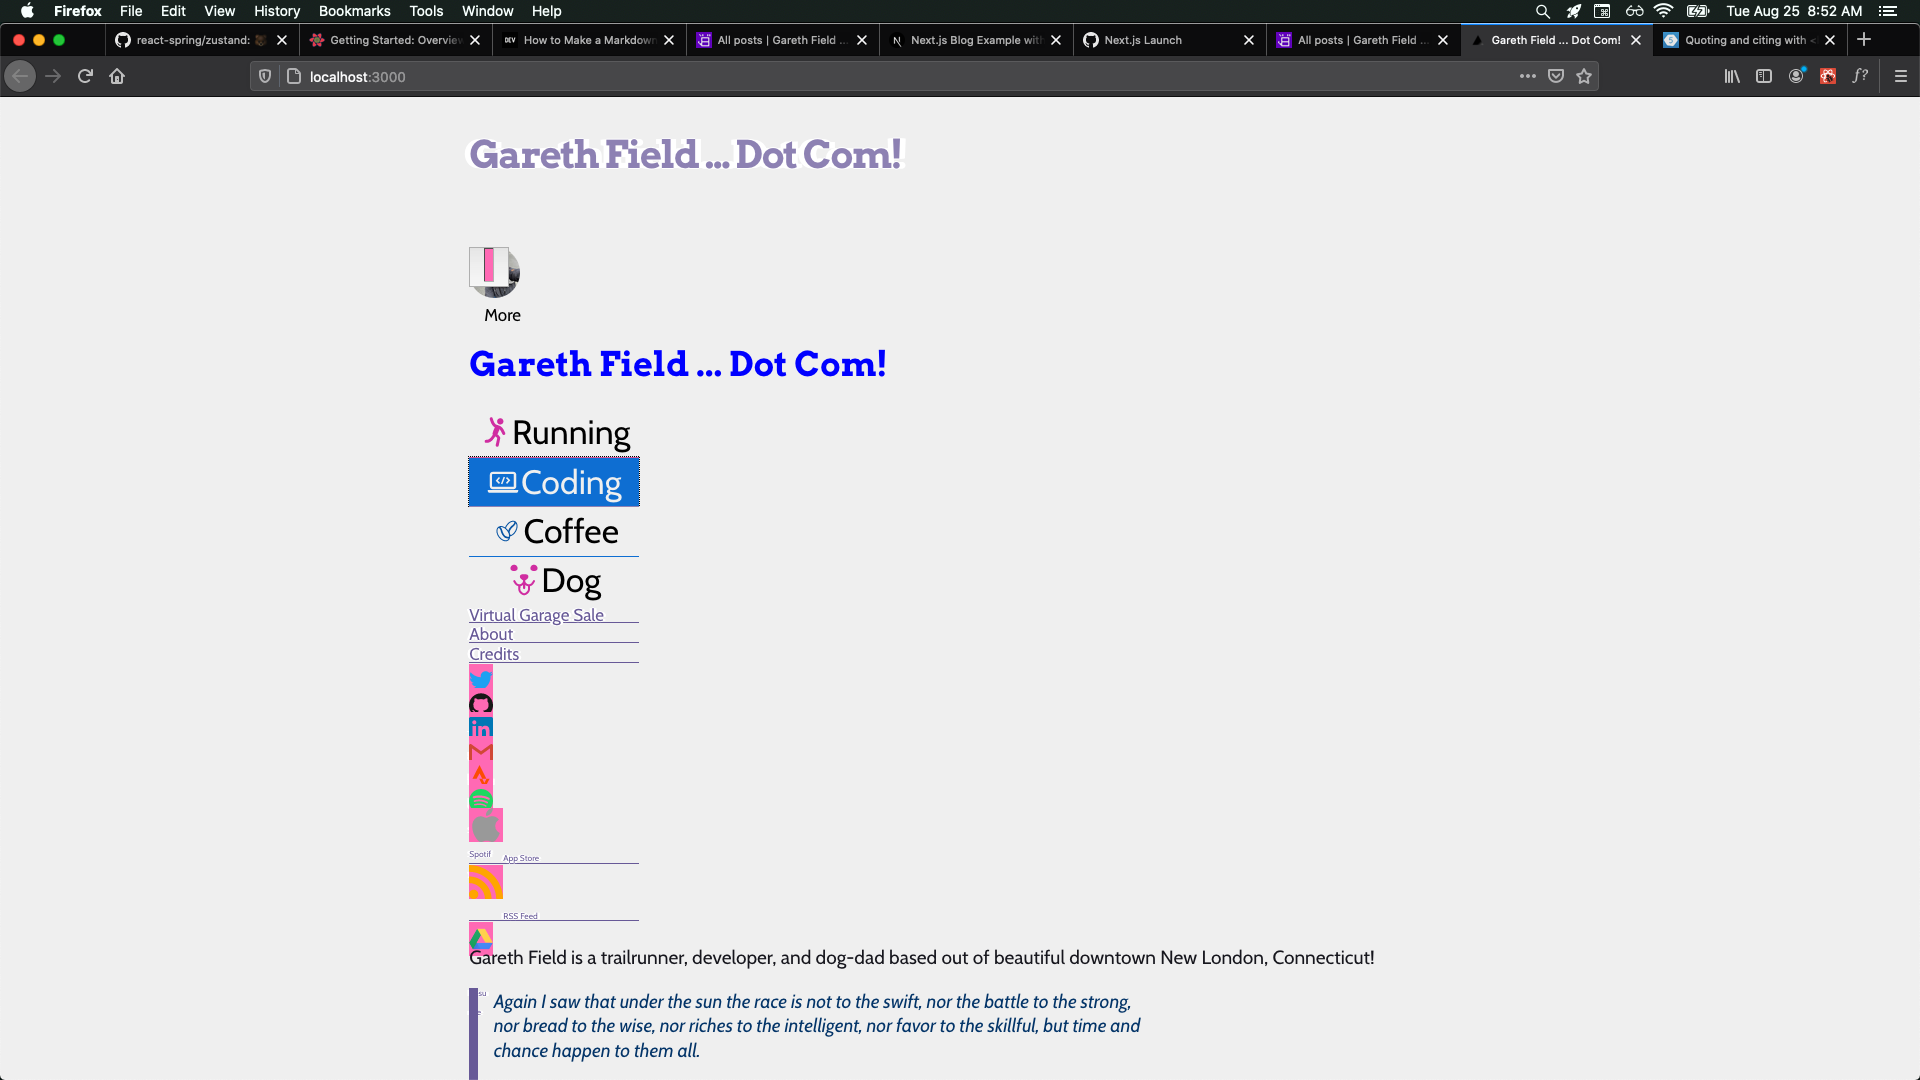 Firefox File Edit View History Bookmarks Tools Window Help Tue Aug 25 8:52 AM
react-spring/zustand: Getting Started: Overview DEV How to Make a Markdown All posts | Gareth Field ... N Next.js Blog Example with Next.js Launch All posts | Gareth Field ... Gareth Field ... Dot Com! Quoting and citing with <
localhost:3000 f?
Gareth Field ... Dot Com!
More
Gareth Field ... Dot Com!
Running
Coding
Coffee
Dog
Virtual Garage Sale
About
Credits
in
Spotif App Store
RSS Feed
Gareth Field is a trailrunner, developer, and dog-dad based out of beautiful downtown New London, Connecticut!
su
Again I saw that under the sun the race is not to the swift, nor the battle to the strong,
nor bread to the wise, nor riches to the intelligent, nor favor to the skillful, but time and
chance happen to them all.